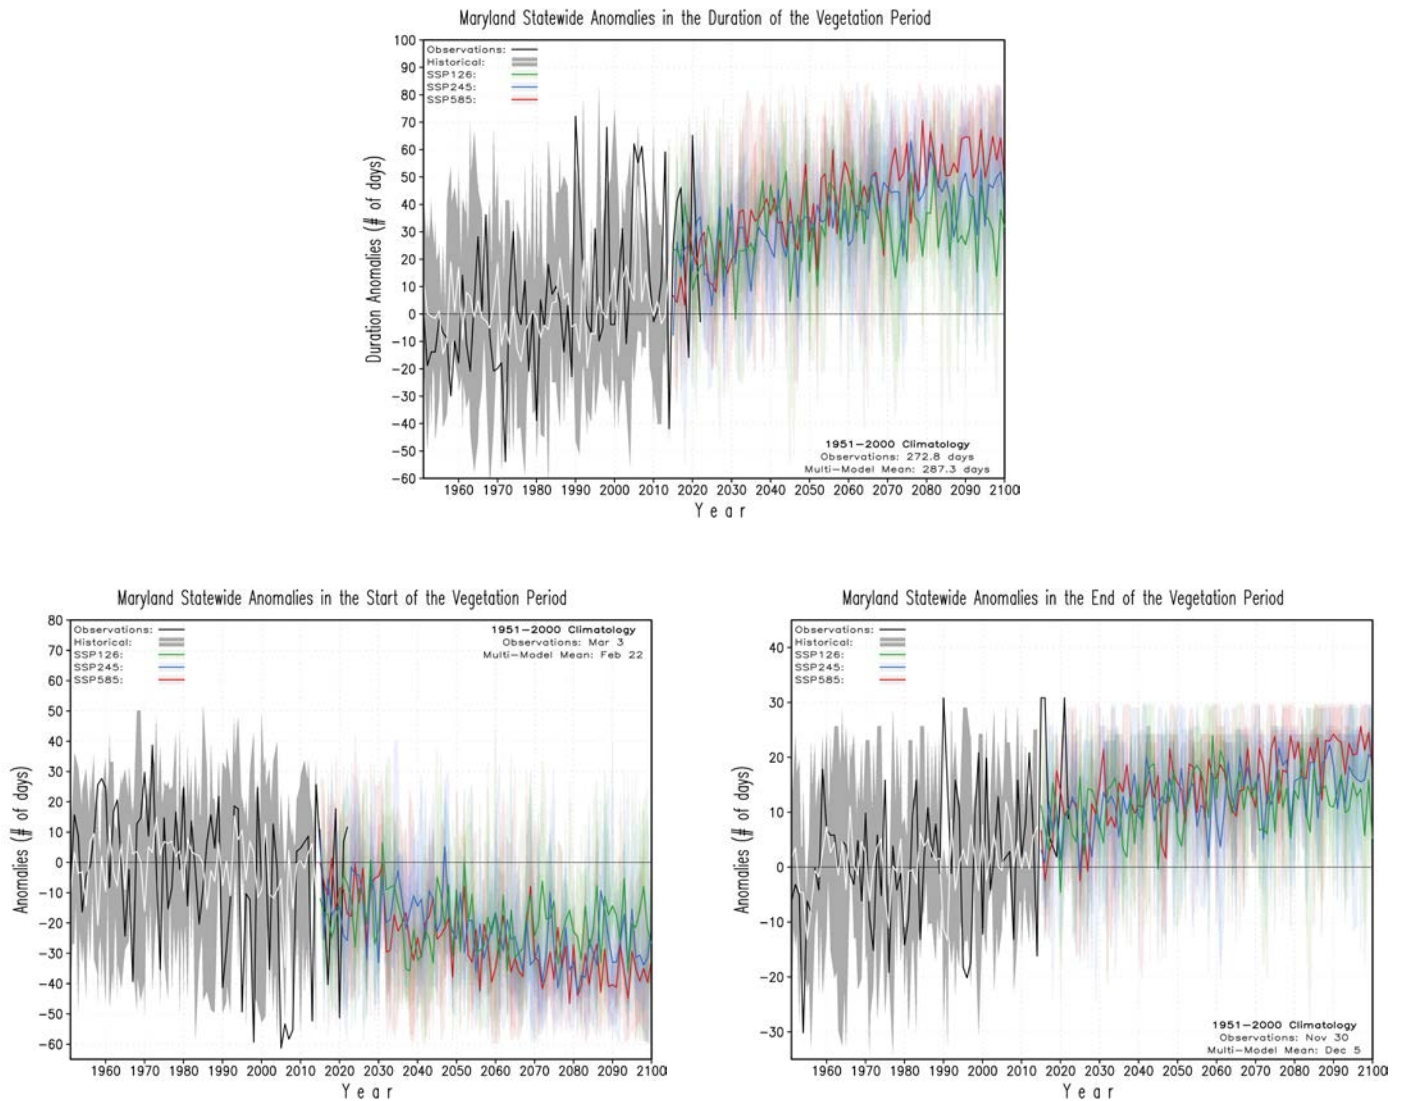 Maryland Statewide Anomalies in the Duration of the Vegetation Period
Duration Anomalies (# of days)
100
90
80
70
60
50
40
30
20
10
0
−10
−20
−30
−40
−50
−60
Observations:
Historical:
SSP126:
SSP245:
SSP585:
1951−2000 Climatology
Observations: 272.8 days
Multi−Model Mean: 287.3 days
1960 1970 1980 1990 2000 2010 2020 2030 2040 2050 2060 2070 2080 2090 2100
Year
Maryland Statewide Anomalies in the Start of the Vegetation Period
Anomalies (# of days)
80
70
60
50
40
30
20
10
0
−10
−20
−30
−40
−50
−60
Observations:
Historical:
SSP126:
SSP245:
SSP585:
1951−2000 Climatology
Observations: Mar 3
Multi−Model Mean: Feb 22
1960 1970 1980 1990 2000 2010 2020 2030 2040 2050 2060 2070 2080 2090 2100
Year
Maryland Statewide Anomalies in the End of the Vegetation Period
Anomalies (# of days)
40
30
20
10
0
−10
−20
−30
Observations:
Historical:
SSP126:
SSP245:
SSP585:
1951−2000 Climatology
Observations: Nov 30
Multi−Model Mean: Dec 5
1960 1970 1980 1990 2000 2010 2020 2030 2040 2050 2060 2070 2080 2090 2100
Year